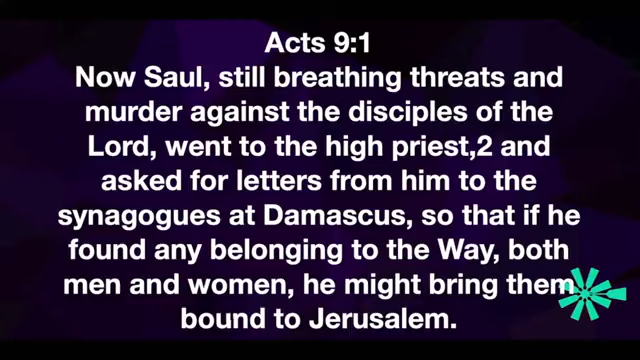 Acts 9:1
Now Saul, still breathing threats and
murder against the disciples of the
Lord, went to the high priest,2 and
asked for letters from him to the
synagogues at Damascus, so that if he
found any belonging to the Way, both
men and women, he might bring them
bound to Jerusalem.